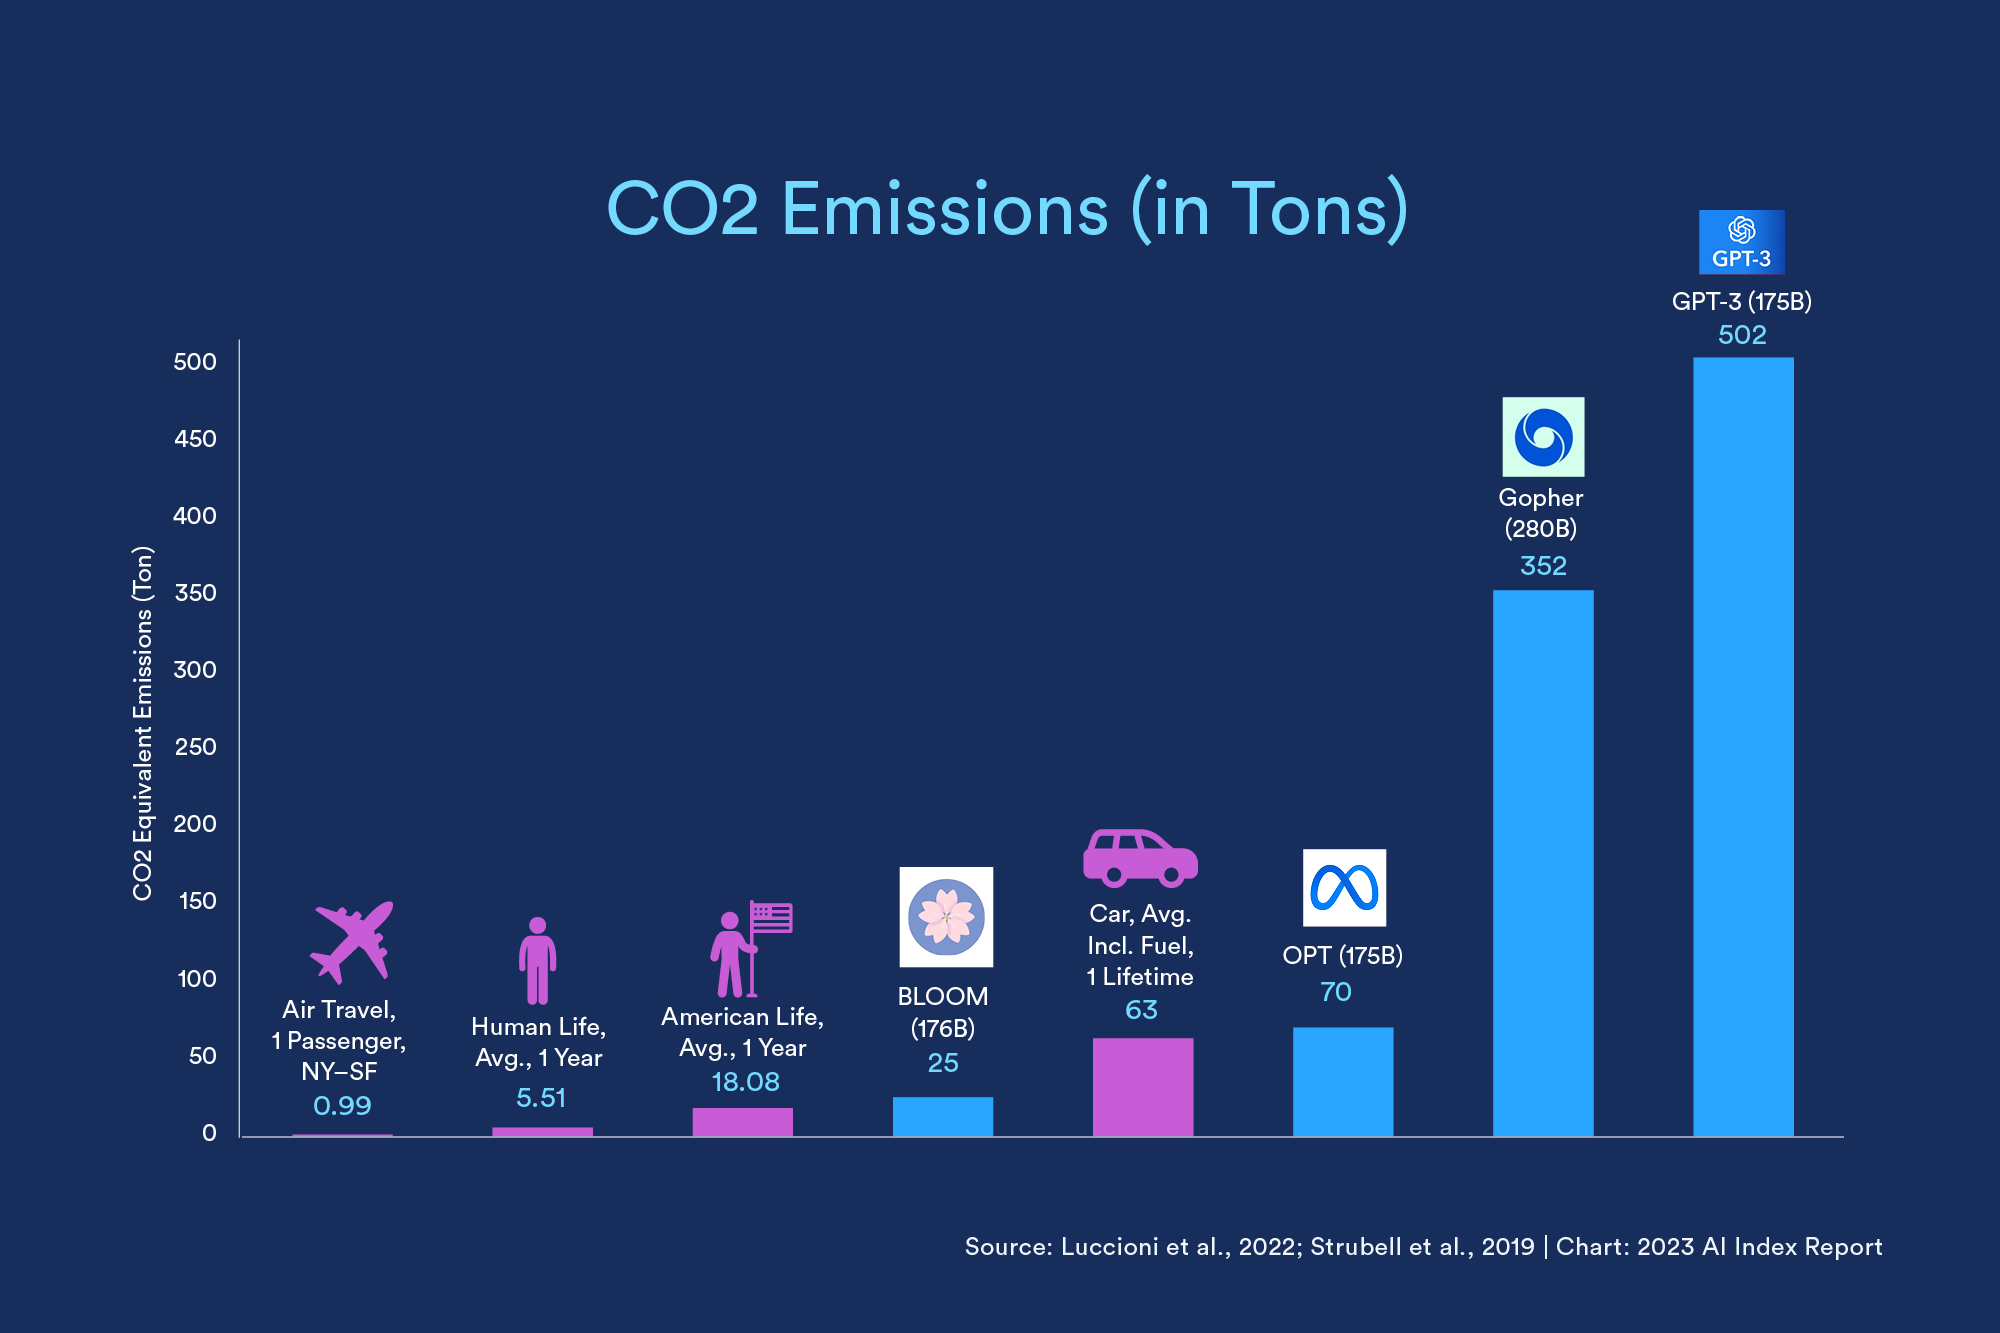 CO2 Emissions (in Tons)
CO2 Equivalent Emissions (Ton)
500
450
400
350
300
250
200
150
100
50
0
Air Travel,
1 Passenger,
NY–SF
0.99
Human Life,
Avg., 1 Year
5.51
American Life,
Avg., 1 Year
18.08
BLOOM
(176B)
25
Car, Avg.
Incl. Fuel,
1 Lifetime
63
OPT (175B)
70
Gopher
(280B)
352
GPT-3
GPT-3 (175B)
502
Source: Luccioni et al., 2022; Strubell et al., 2019 | Chart: 2023 AI Index Report